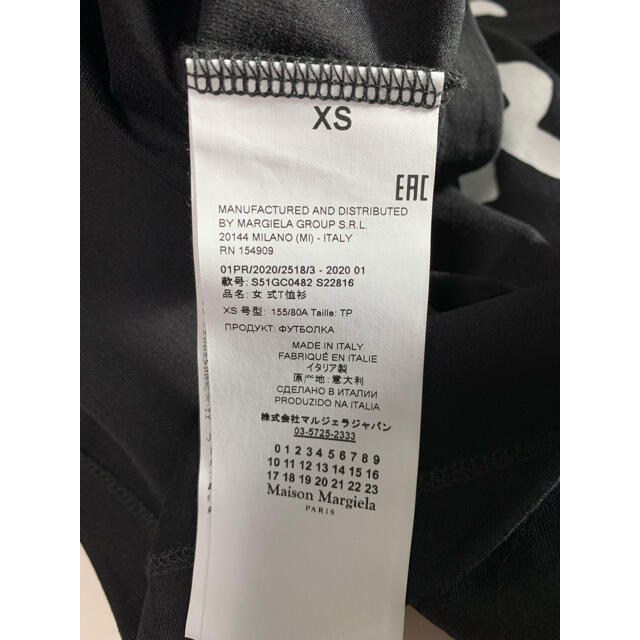 XS
EAC
MANUFACTURED AND DISTRIBUTED
BY MARGIELA GROUP S.R.L.
20144 MILANO (MI) - ITALY
RN 154909
01PR/2020/2518/3 - 2020 01
款号: S51GC0482 S22816
品名: 女 式T恤衫
XS 号型: 155/80A Taille: TP
ПРОДУКТ: ФУТБОЛКА
MADE IN ITALY
FABRIQUÉ EN ITALIE
イタリア製
原产地: 意大利
СДЕЛАНО В ИТАЛИИ
PRODUZIDO NA ITALIA
株式会社マルジェラジャパン
03-5725-2333
0 1 2 3 4 5 6 7 8 9
10 11 12 13 14 15 16
17 18 19 20 21 22 23
Maison Margiela
PARIS